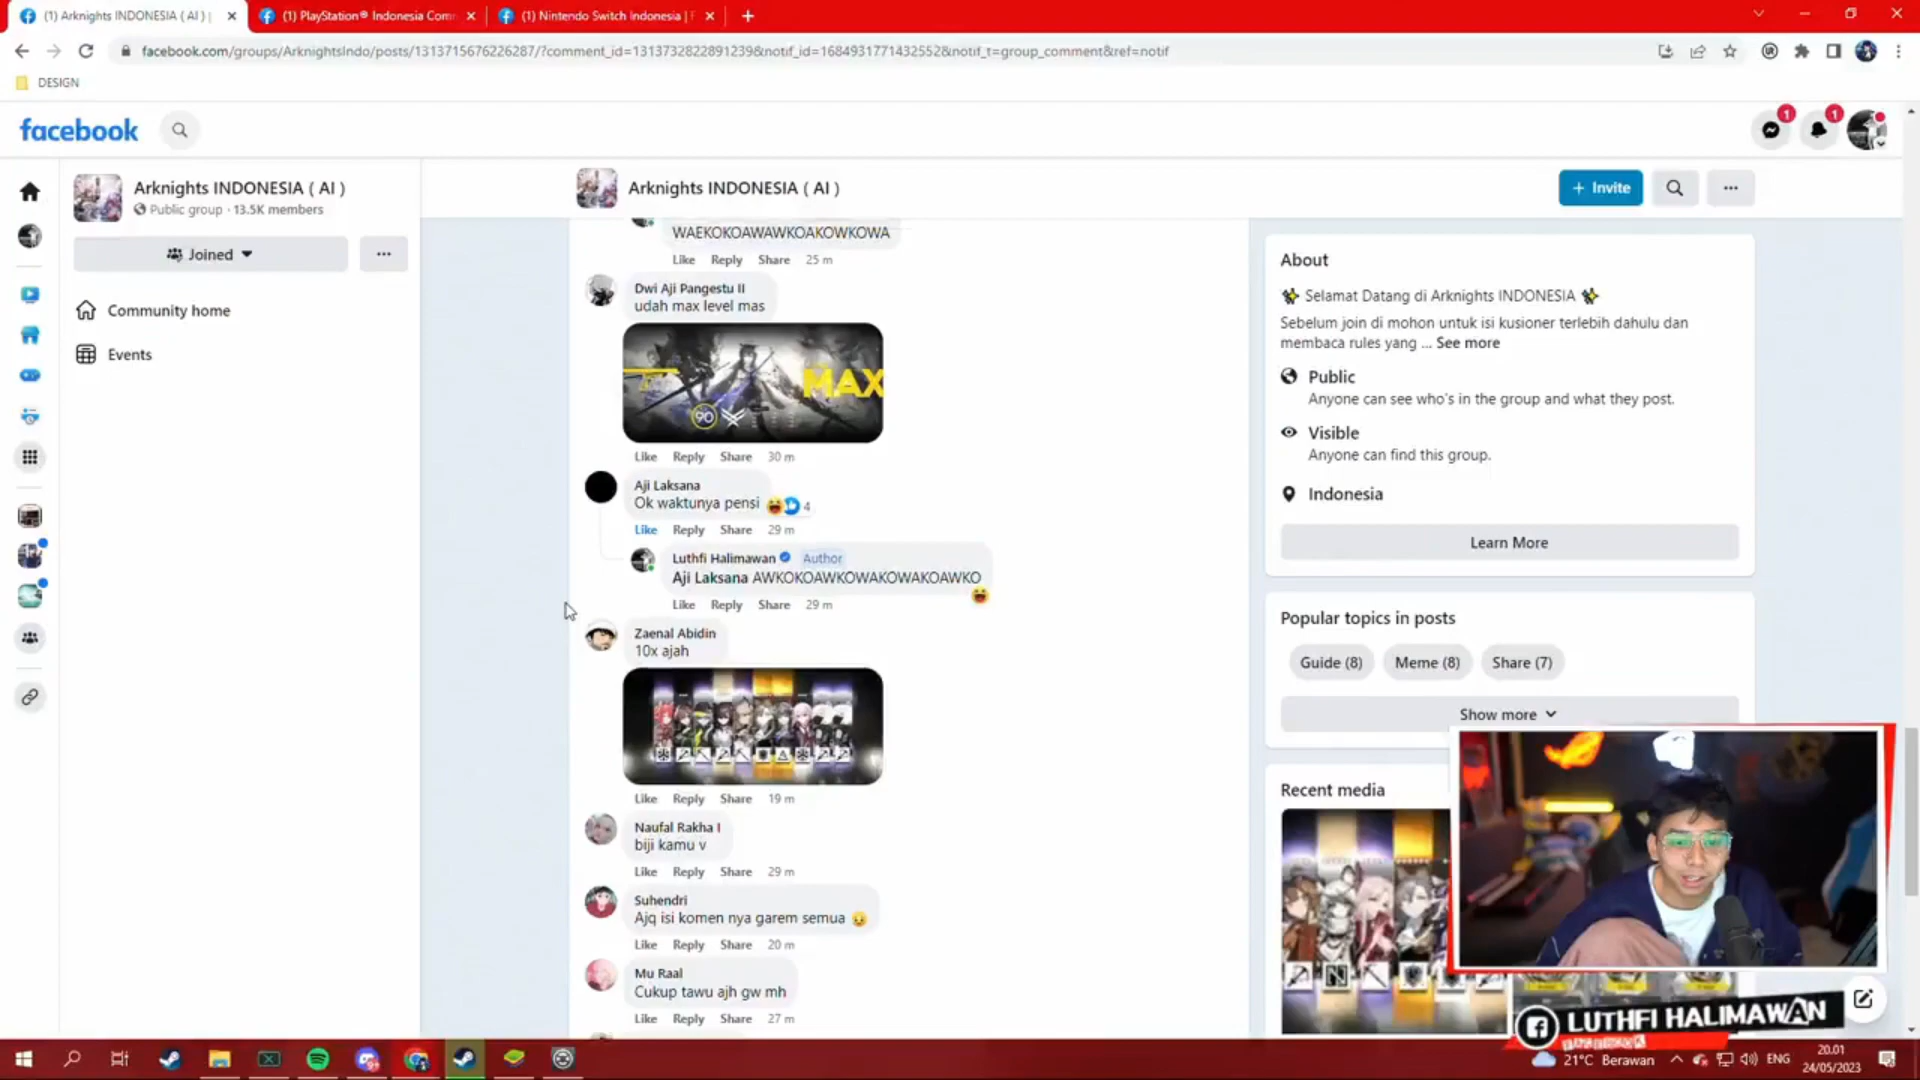 (1) Arknights INDONESIA ( AI ) |
(1) PlayStation® Indonesia Com
(1) Nintendo Switch Indonesia | F
facebook.com/groups/ArknightsIndo/posts/1313715676226287/?comment_id=1313732822891239&notif_id=1684931771432552&notif_t=group_comment&ref=notif
DESIGN
facebook
1
1
Arknights INDONESIA ( AI )
Public group · 13.5K members
Joined
Community home
Events
Arknights INDONESIA ( AI )
+ Invite
WAEKOKOAWAWKOAKOWKOWA
Like Reply Share 25 m
Dwi Aji Pangestu II
udah max level mas
MAX
90
Like Reply Share 30 m
Aji Laksana
Ok waktunya pensi
4
Like Reply Share 29 m
Luthfi Halimawan Author
Aji Laksana AWKOKOAWKOWAKOWAKOAWKO
Like Reply Share 29 m
Zaenal Abidin
10x ajah
Like Reply Share 19 m
Naufal Rakha I
biji kamu v
Like Reply Share 29 m
Suhendri
Ajq isi komen nya garem semua
Like Reply Share 20 m
Mu Raal
Cukup tawu ajh gw mh
Like Reply Share 27 m
About
Selamat Datang di Arknights INDONESIA
Sebelum join di mohon untuk isi kusioner terlebih dahulu dan
membaca rules yang ... See more
Public
Anyone can see who's in the group and what they post.
Visible
Anyone can find this group.
Indonesia
Learn More
Popular topics in posts
Guide (8) Meme (8) Share (7)
Show more
Recent media
LUTHFI HALIMAWAN
FACEBOOK
21°C Berawan
ENG
20.01
24/05/2023